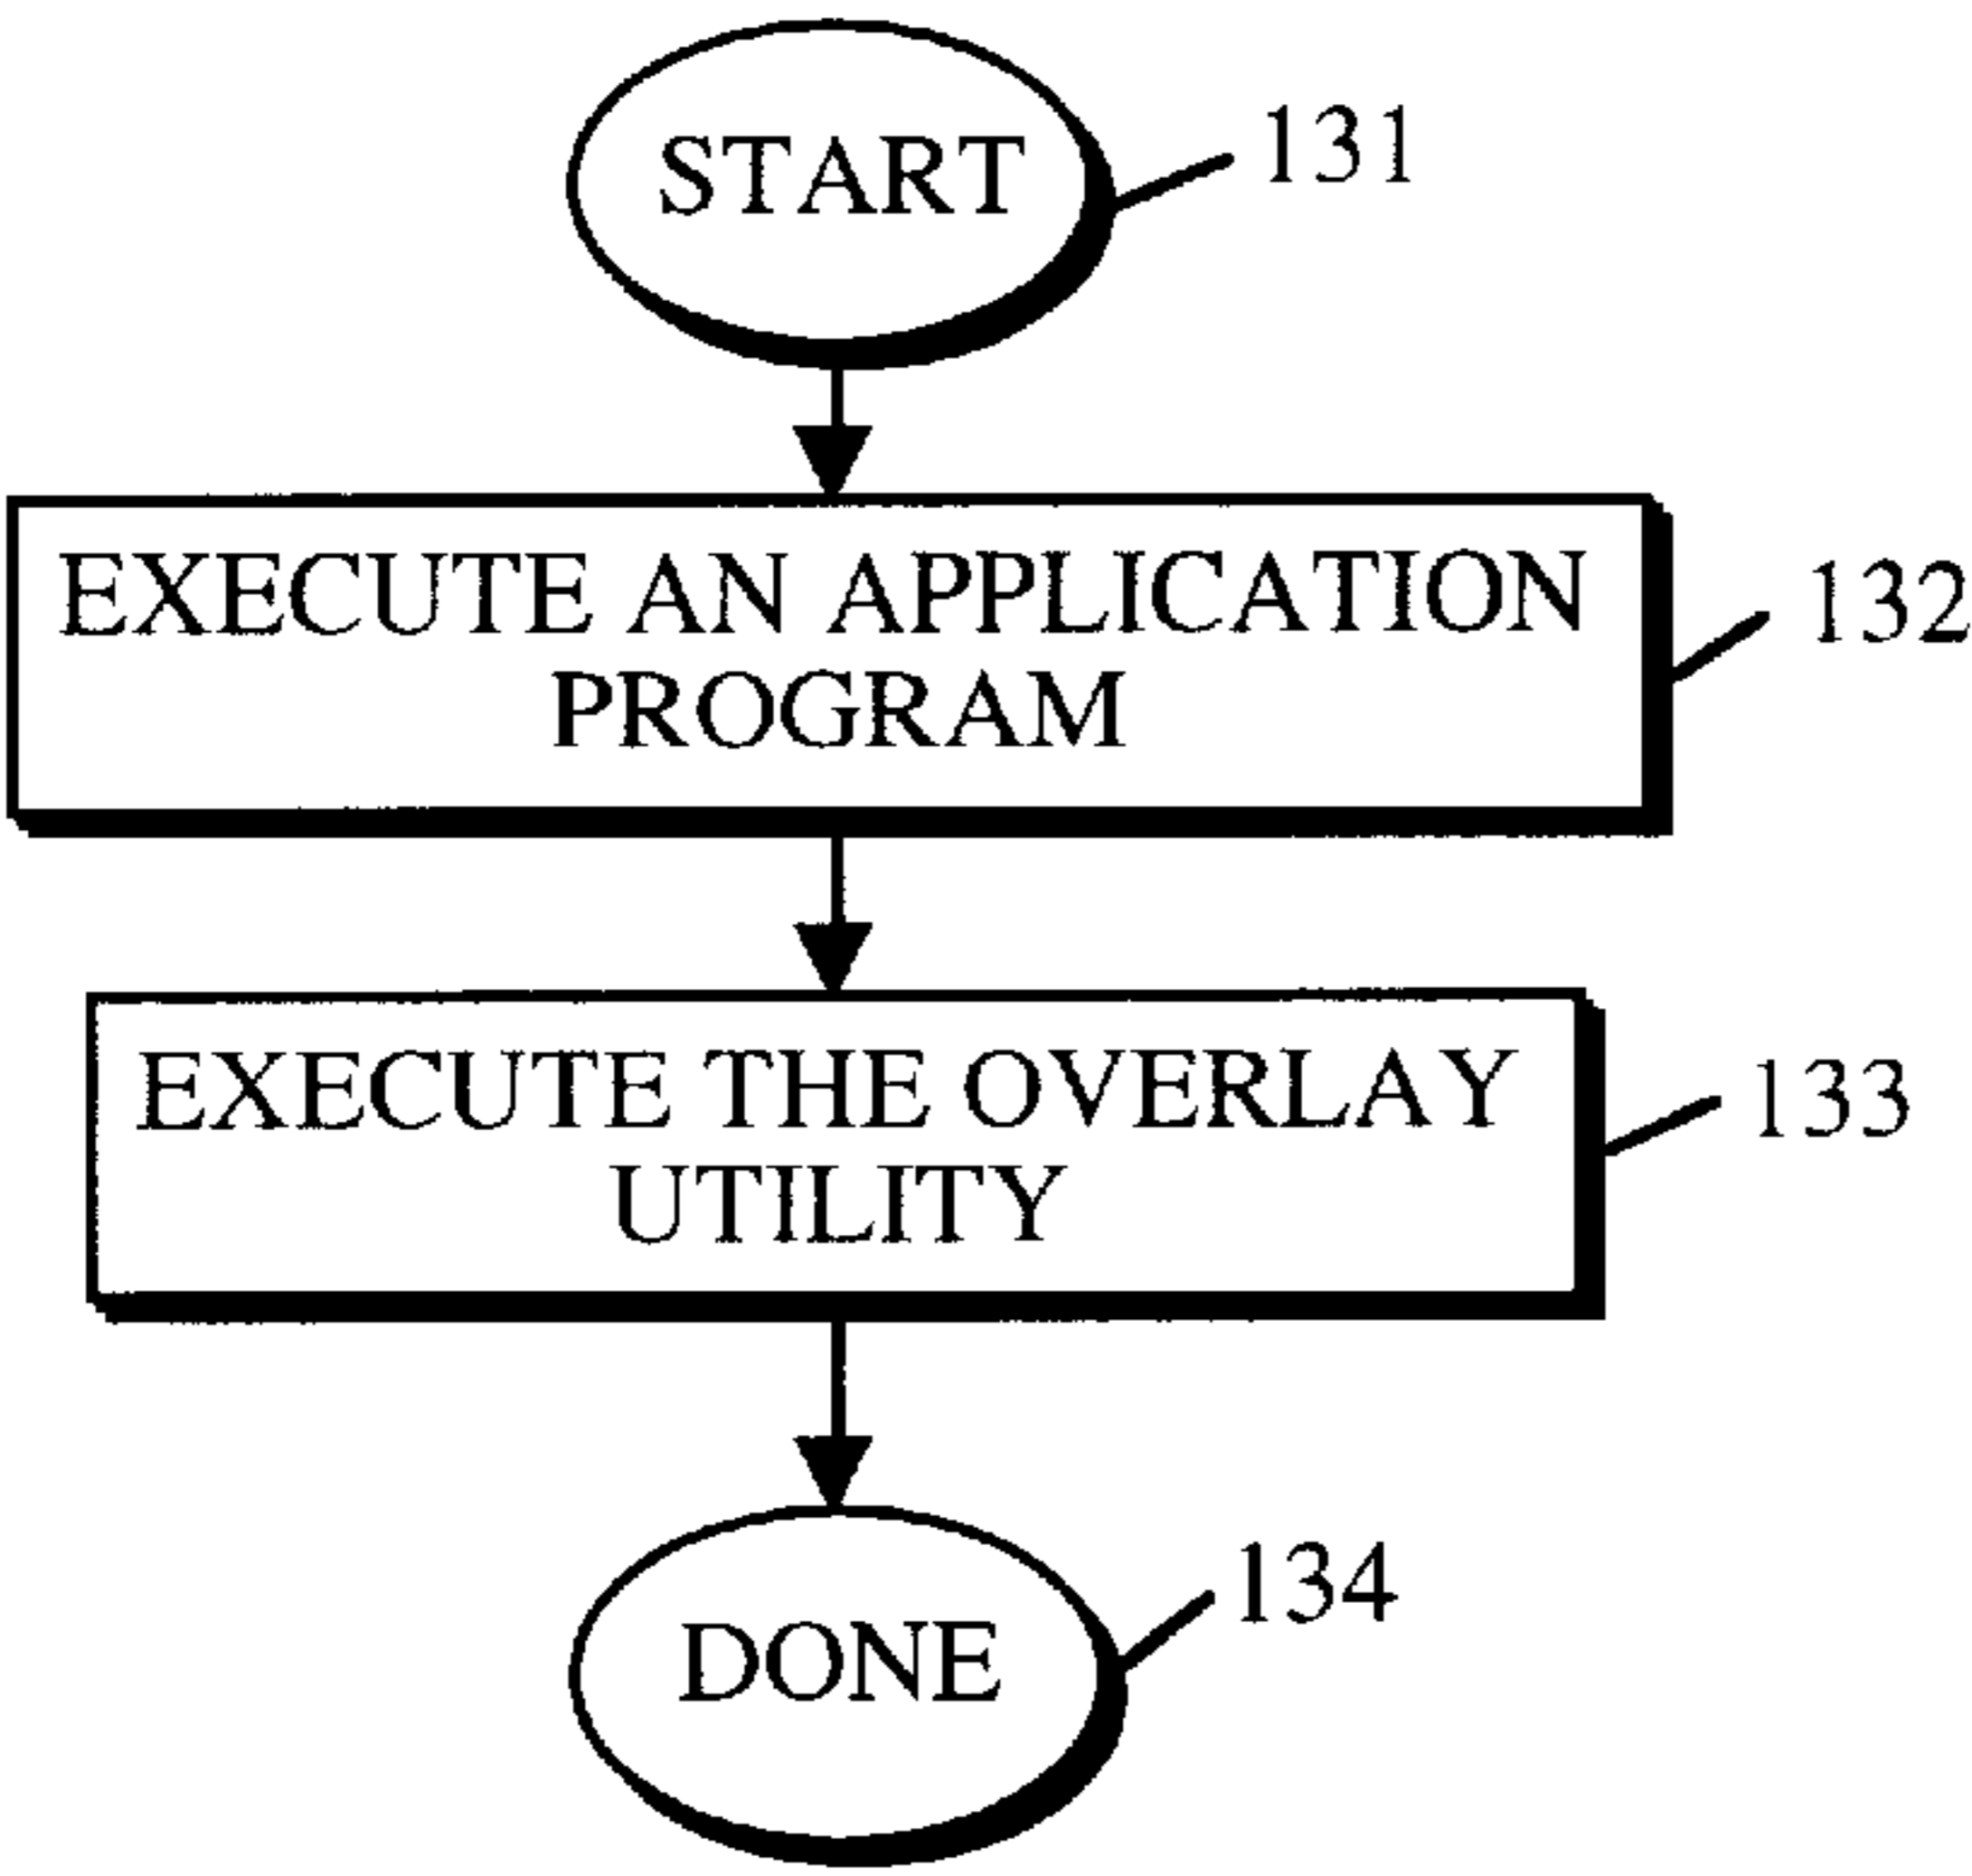 START
131
EXECUTE AN APPLICATION
PROGRAM
132
EXECUTE THE OVERLAY
UTILITY
133
DONE
134